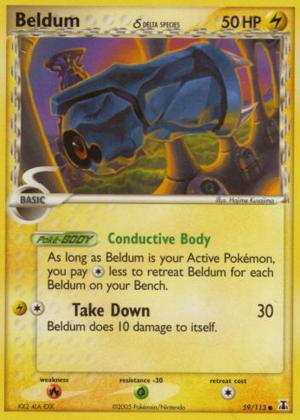 Beldum δ DELTA SPECIES 50 HP
BASIC
Illus. Hajime Kusajima
Poké-BODY Conductive Body
As long as Beldum is your Active Pokémon,
you pay less to retreat Beldum for each
Beldum on your Bench.
Take Down 30
Beldum does 10 damage to itself.
weakness resistance -30 retreat cost
©2005 Pokémon/Nintendo 59/113